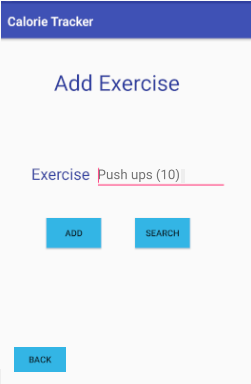 Calorie Tracker
Add Exercise
Exercise Push ups (10)
ADD SEARCH
BACK